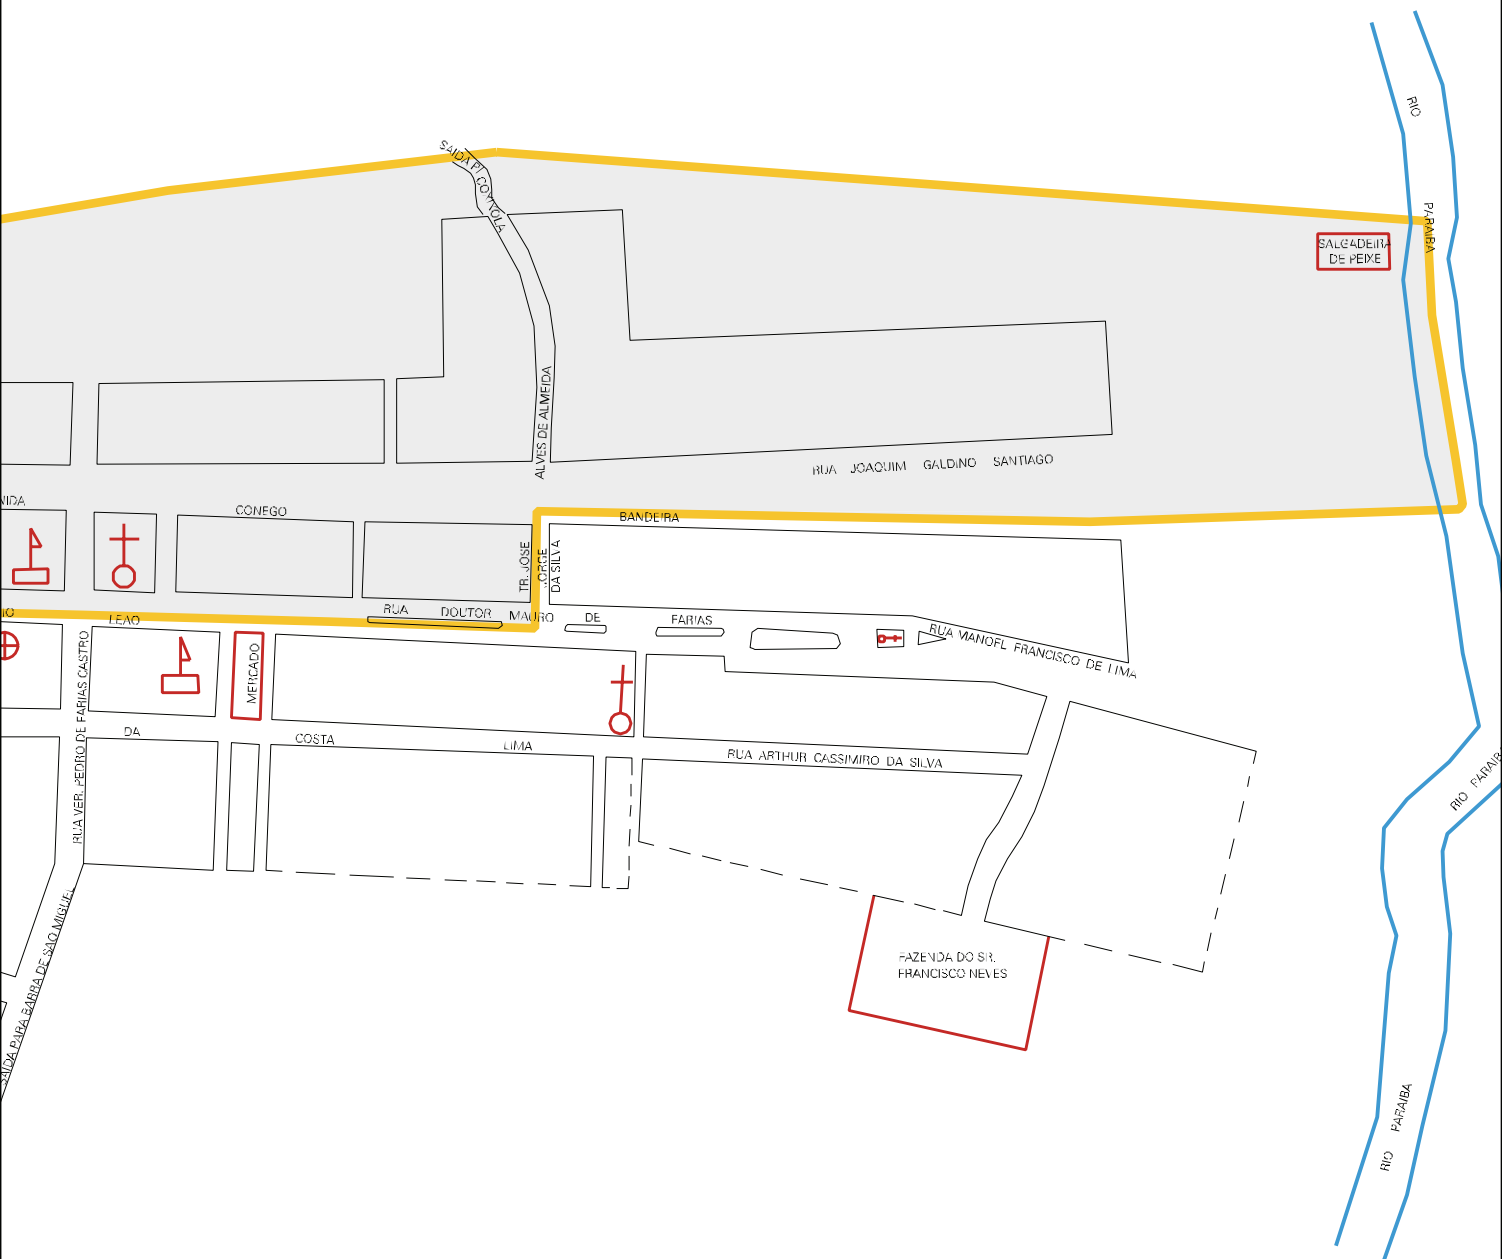 RIO
PARAIBA
SAIDA P/ CONXOLA
SALGADEIRA
DE PEIXE
ALVES DE ALMEIDA
RUA JOAQUIM GALDINO SANTIAGO
NIDA
CONEGO
BANDEIRA
TR. JOSE
JORGE
DA SILVA
IO
LEAO
RUA DOUTOR MAURO DE FARIAS
RUA MANOEL FRANCISCO DE LIMA
RUA VER. PEDRO DE FARIAS CASTRO
MERCADO
DA COSTA LIMA
RUA ARTHUR CASSIMIRO DA SILVA
RIO PARAIB
SAIDA PARA BARRA DE SAO MIGUEL
FAZENDA DO SR.
FRANCISCO NEVES
RIO PARAIBA